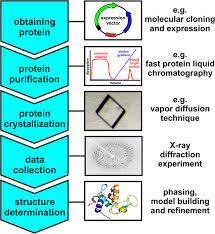 obtaining
protein
expression
vector
e.g.
molecular cloning
and expression
protein
purification
e.g.
fast protein liquid
chromatography
protein
crystallization
e.g.
vapor diffusion
technique
data
collection
X-ray
diffraction
experiment
structure
determination
phasing,
model building
and refinement